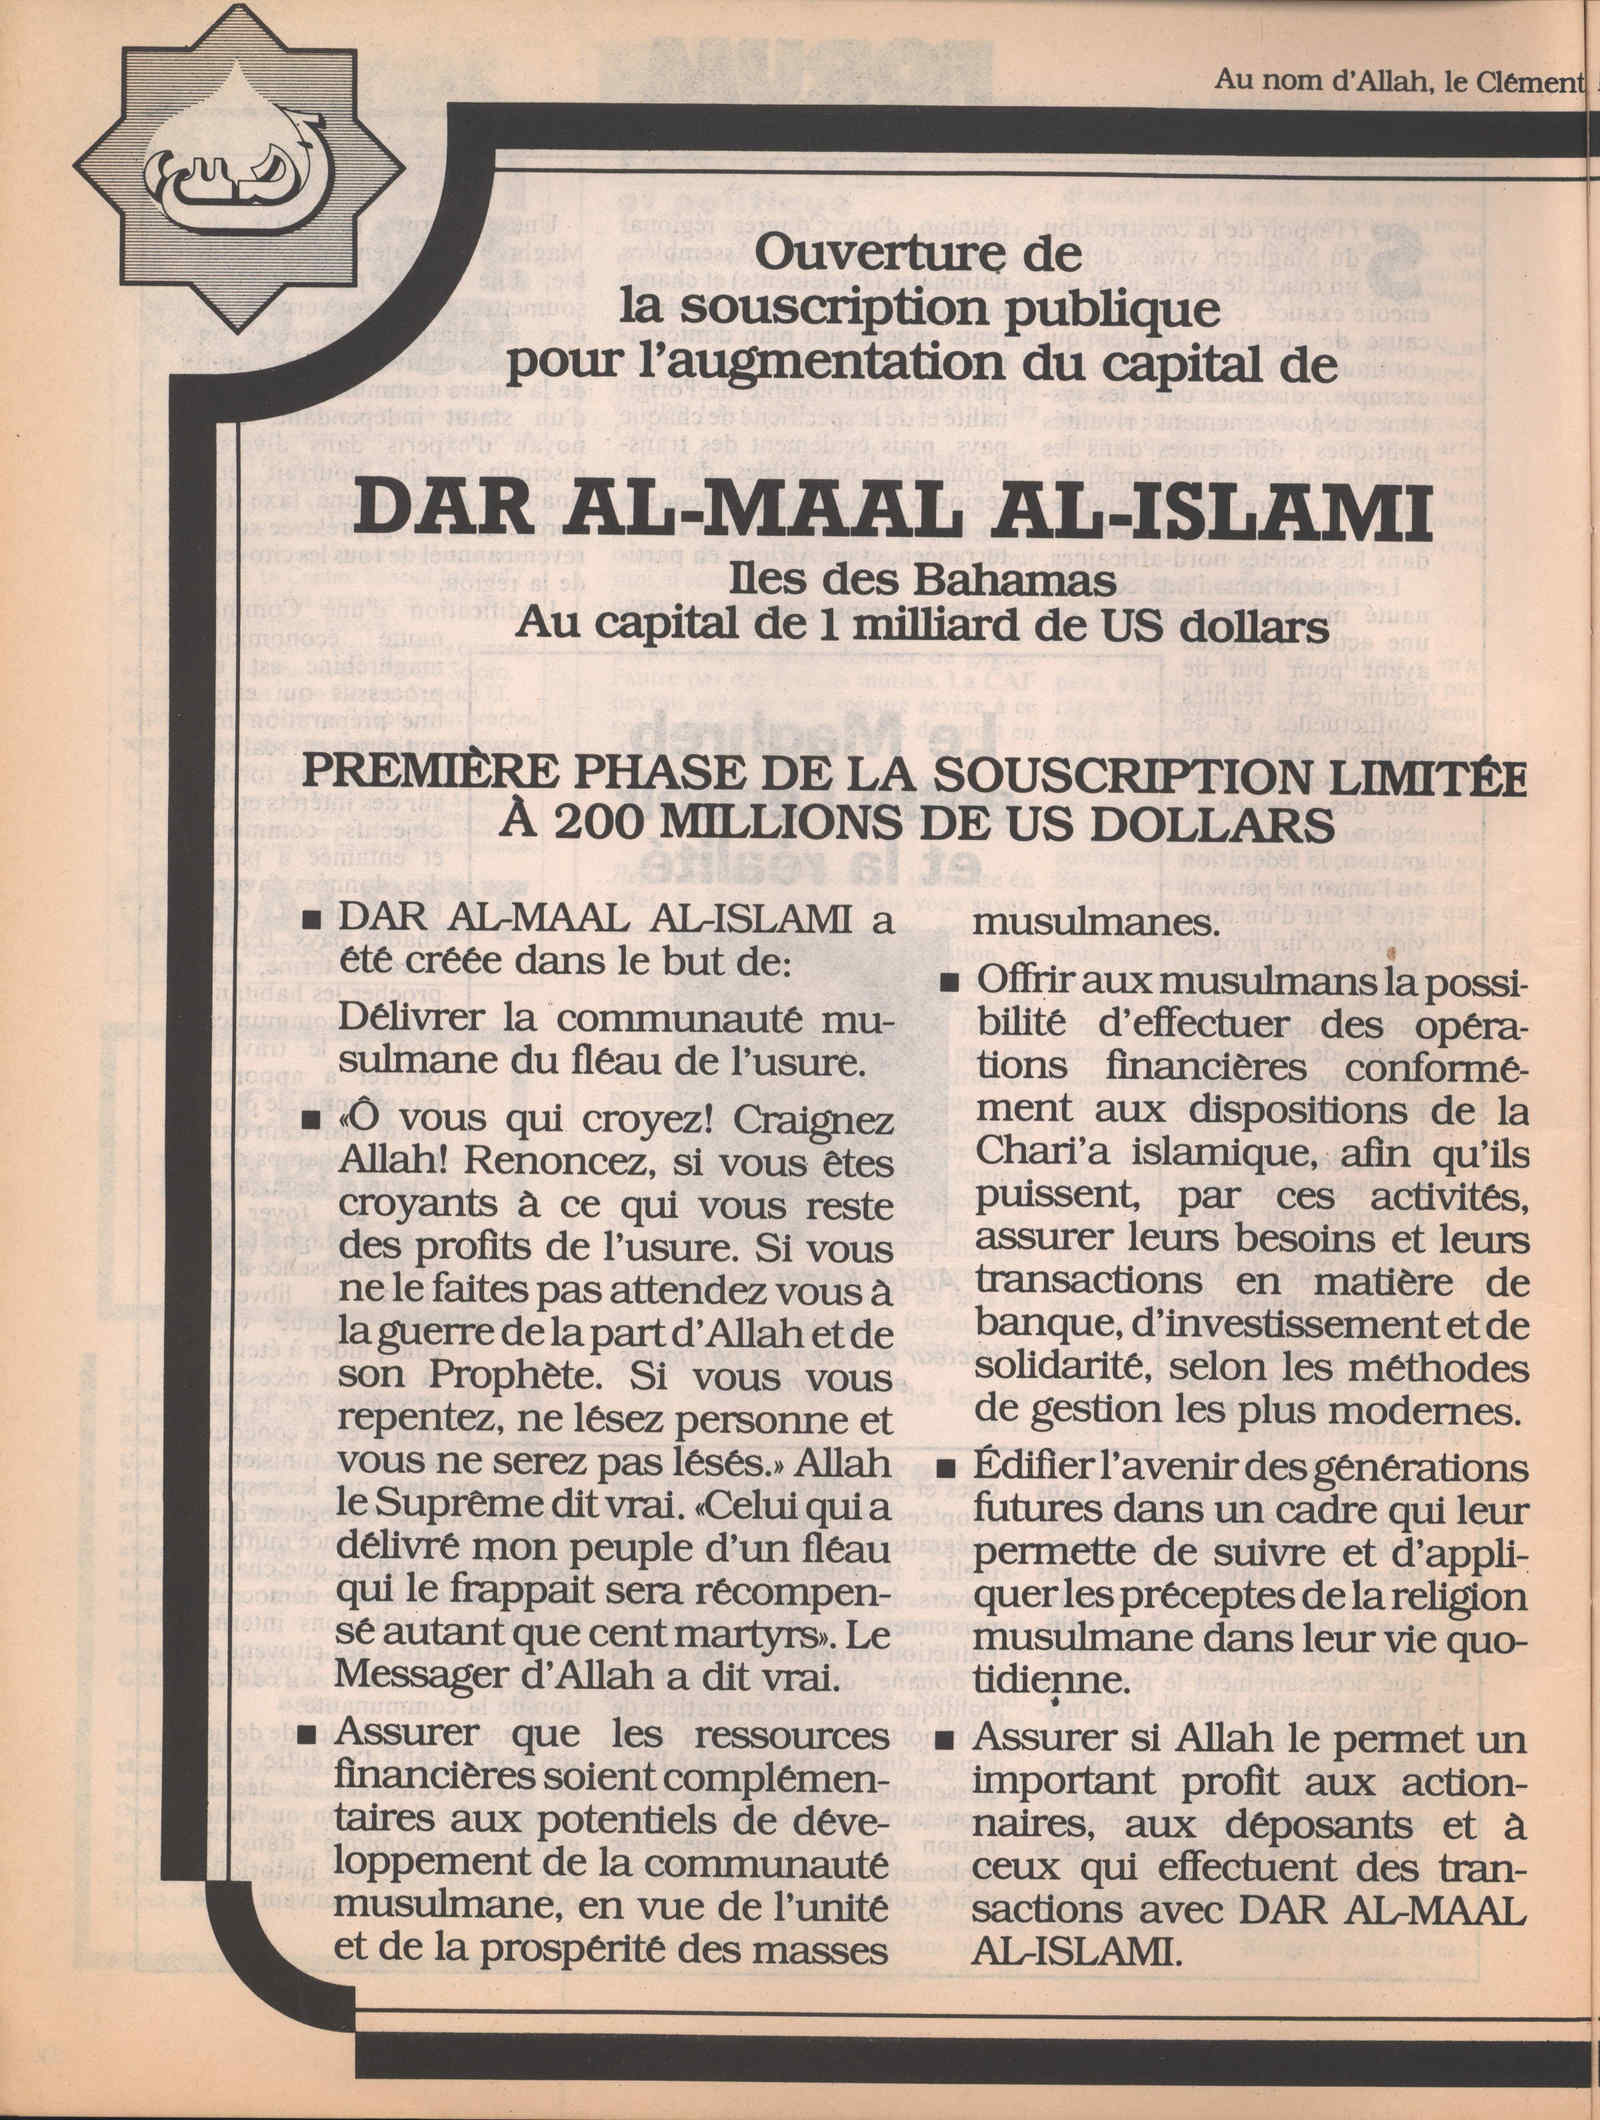 Au nom d'Allah, le Clément
Ouverture de
la souscription publique
pour l'augmentation du capital de
DAR AL-MAAL AL-ISLAMI
Iles des Bahamas
Au capital de 1 milliard de US dollars
PREMIÈRE PHASE DE LA SOUSCRIPTION LIMITÉE
À 200 MILLIONS DE US DOLLARS
■ DAR AL-MAAL AL-ISLAMI a
été créée dans le but de:
Délivrer la communauté mu-
sulmane du fléau de l'usure.
■ «Ô vous qui croyez! Craignez
Allah! Renoncez, si vous êtes
croyants à ce qui vous reste
des profits de l'usure. Si vous
ne le faites pas attendez vous à
la guerre de la part d'Allah et de
son Prophète. Si vous vous
repentez, ne lésez personne et
vous ne serez pas lésés.» Allah
le Suprême dit vrai. «Celui qui a
délivré mon peuple d'un fléau
qui le frappait sera récompen-
sé autant que cent martyrs». Le
Messager d'Allah a dit vrai.
■ Assurer que les ressources
financières soient complémen-
taires aux potentiels de déve-
loppement de la communauté
musulmane, en vue de l'unité
et de la prospérité des masses
musulmanes.
■ Offrir aux musulmans la possi-
bilité d'effectuer des opéra-
tions financières conformé-
ment aux dispositions de la
Chari'a islamique, afin qu'ils
puissent, par ces activités,
assurer leurs besoins et leurs
transactions en matière de
banque, d'investissement et de
solidarité, selon les méthodes
de gestion les plus modernes.
■ Édifier l'avenir des générations
futures dans un cadre qui leur
permette de suivre et d'appli-
quer les préceptes de la religion
musulmane dans leur vie quo-
tidienne.
■ Assurer si Allah le permet un
important profit aux action-
naires, aux déposants et à
ceux qui effectuent des tran-
sactions avec DAR AL-MAAL
AL-ISLAMI.